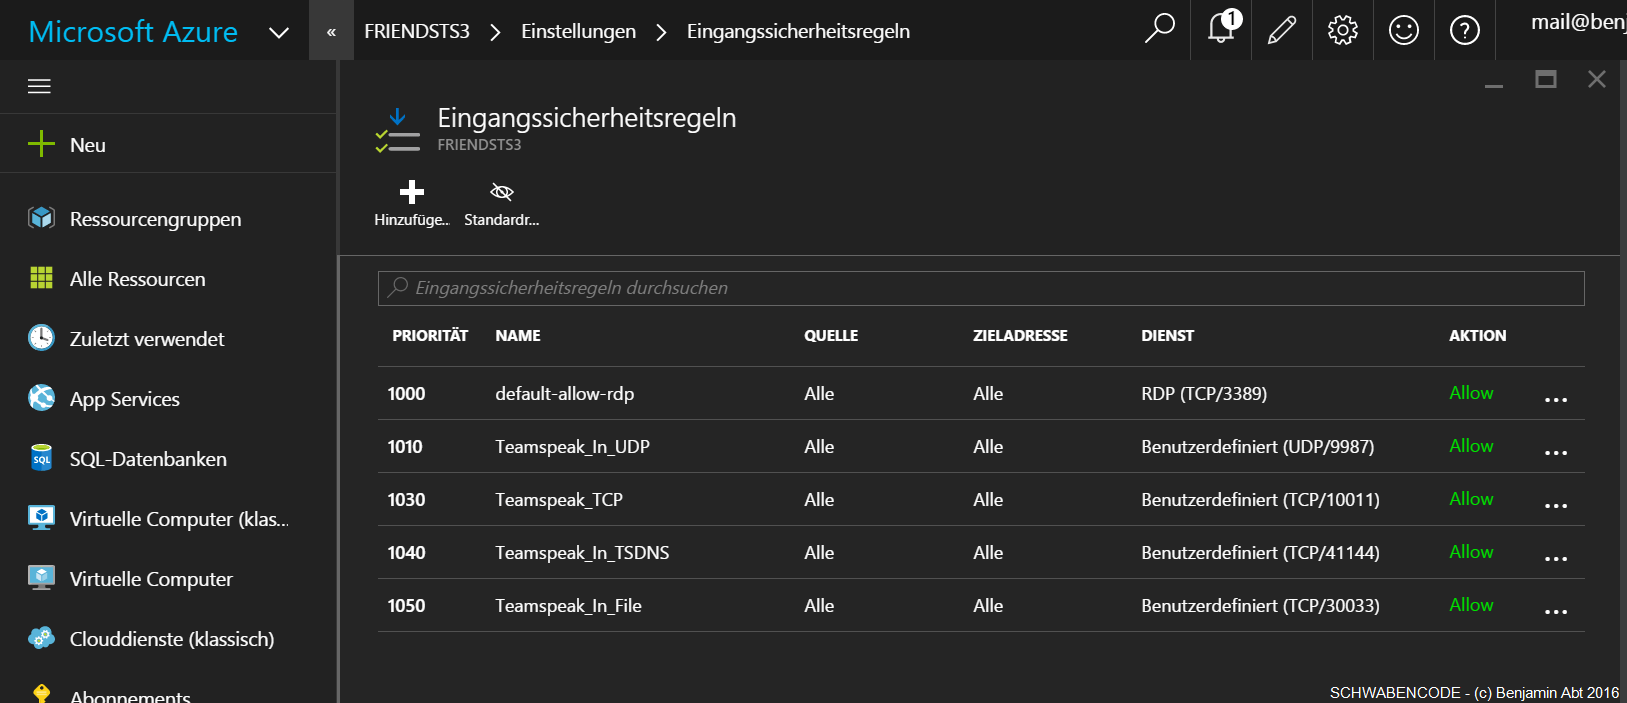 Microsoft Azure « FRIENDSTS3 > Einstellungen > Eingangssicherheitsregeln 1 mail@benj
Eingangssicherheitsregeln
FRIENDSTS3
Neu
Hinzufüge... Standardr...
Ressourcengruppen
Alle Ressourcen
Zuletzt verwendet
App Services
SQL SQL-Datenbanken
Virtuelle Computer (klas...
Virtuelle Computer
Clouddienste (klassisch)
Abonnements
Eingangssicherheitsregeln durchsuchen
PRIORITÄT NAME QUELLE ZIELADRESSE DIENST AKTION
1000 default-allow-rdp Alle Alle RDP (TCP/3389) Allow ...
1010 Teamspeak_In_UDP Alle Alle Benutzerdefiniert (UDP/9987) Allow ...
1030 Teamspeak_TCP Alle Alle Benutzerdefiniert (TCP/10011) Allow ...
1040 Teamspeak_In_TSDNS Alle Alle Benutzerdefiniert (TCP/41144) Allow ...
1050 Teamspeak_In_File Alle Alle Benutzerdefiniert (TCP/30033) Allow ...
SCHWABENCODE - (c) Benjamin Abt 2016